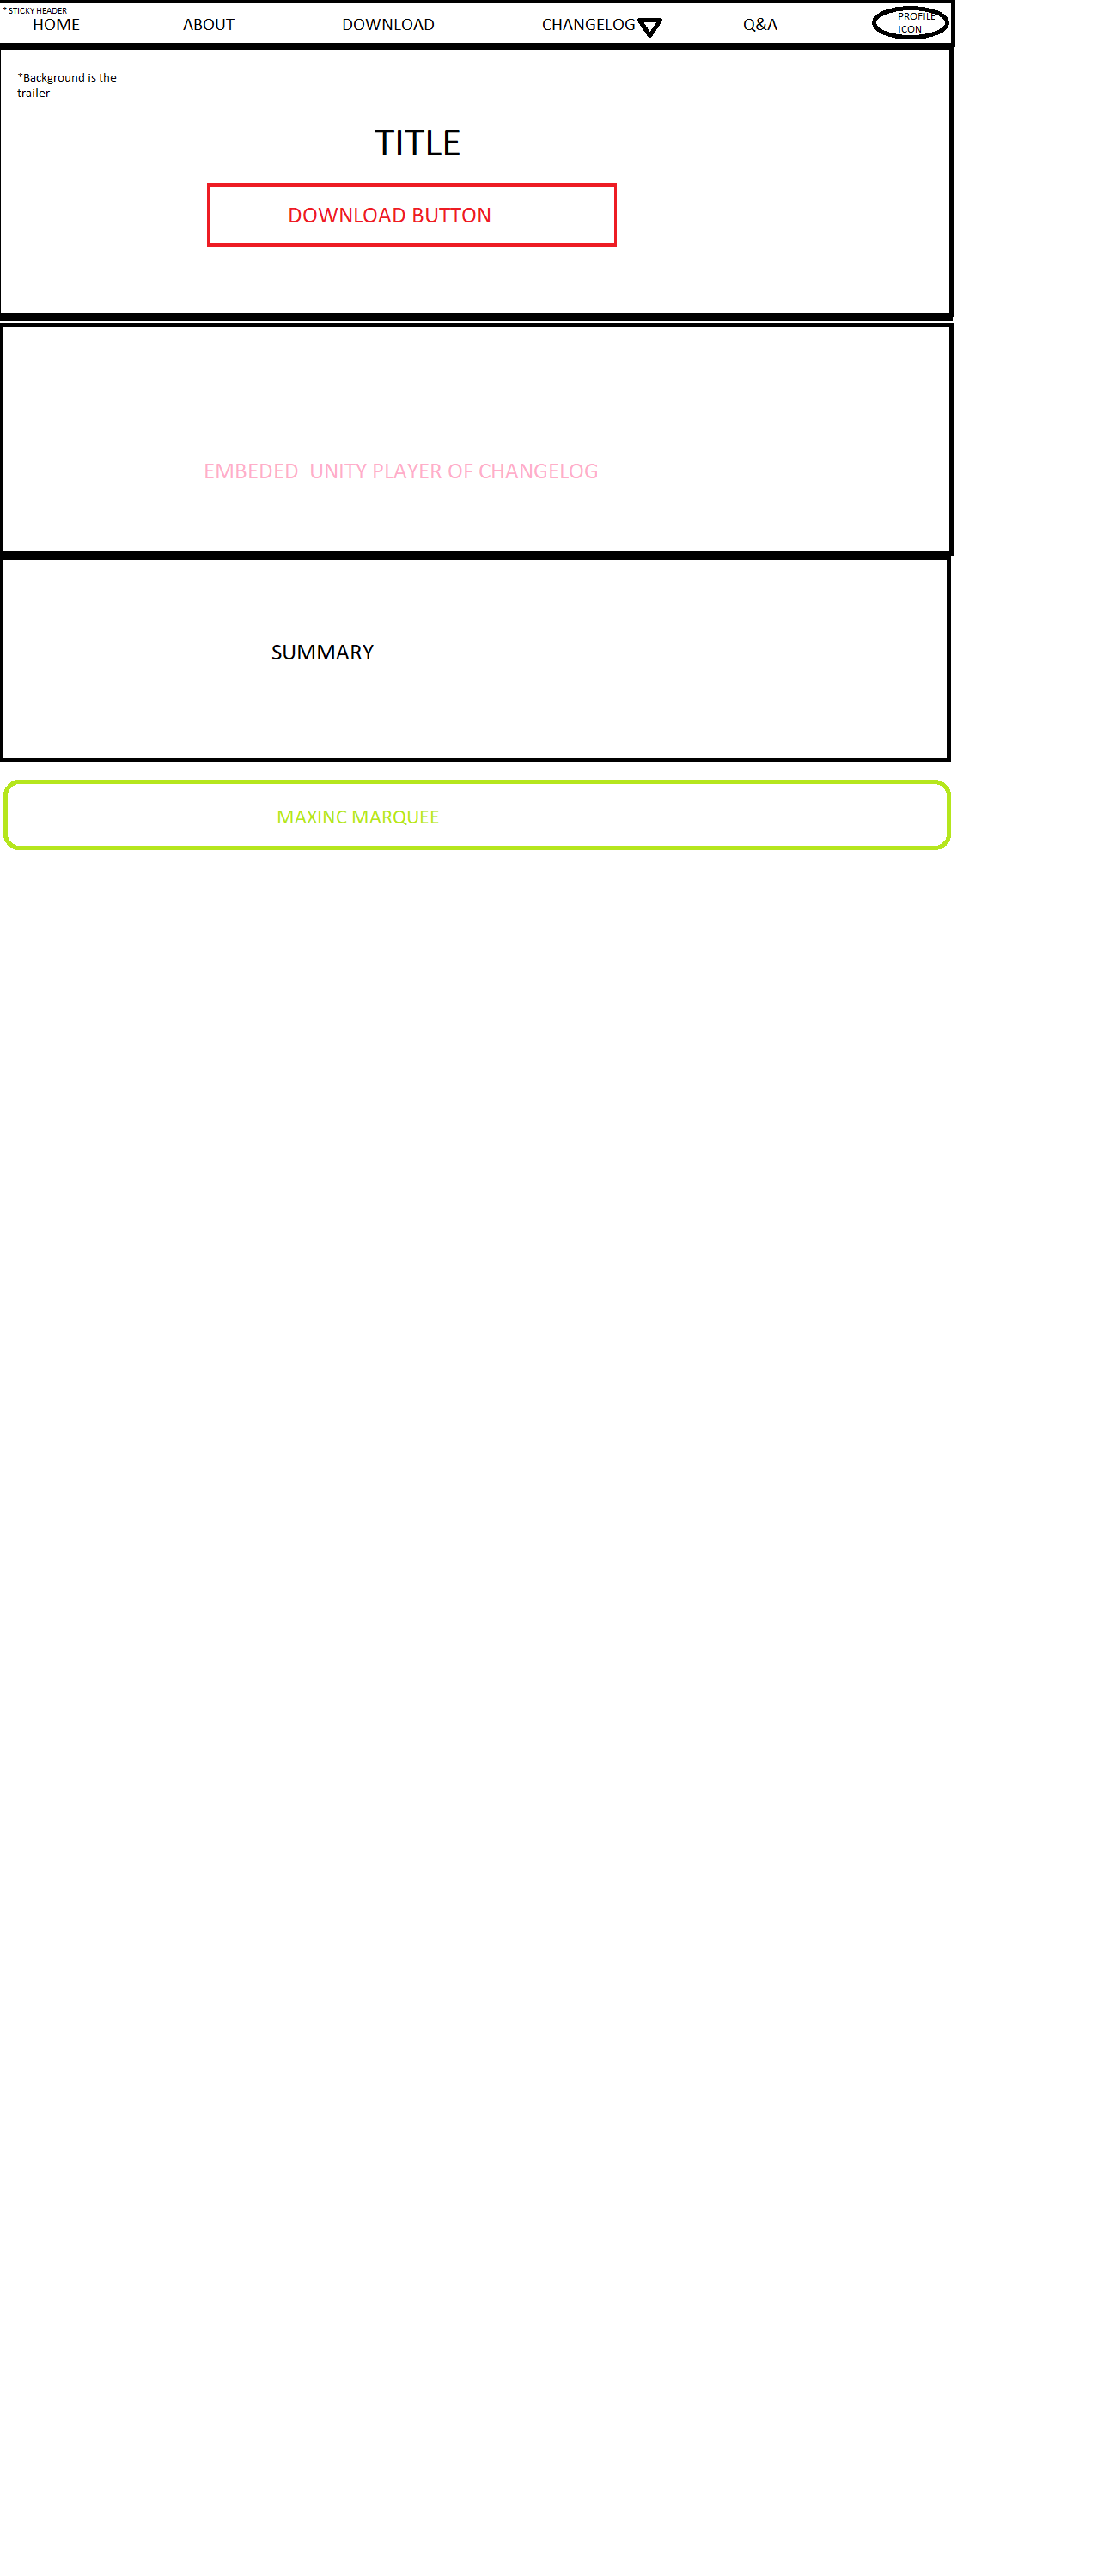 * STICKY HEADER
HOME
ABOUT
DOWNLOAD
CHANGELOG
Q&A
PROFILE
ICON
*Background is the
trailer
TITLE
DOWNLOAD BUTTON
EMBEDED  UNITY PLAYER OF CHANGELOG
SUMMARY
MAXINC MARQUEE